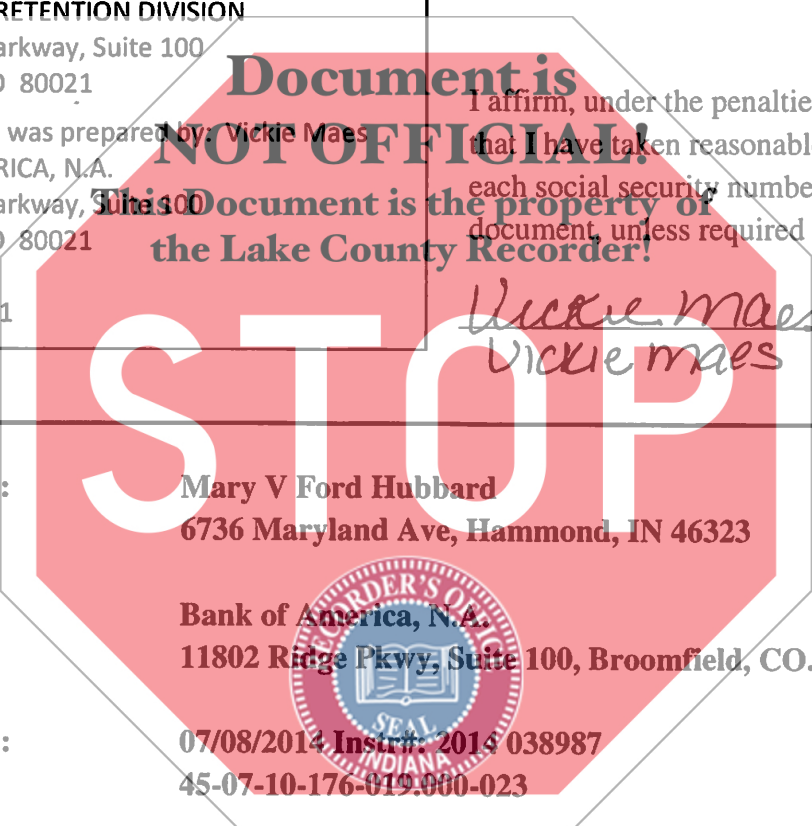 RETENTION DIVISION
arkway, Suite 100
O 80021
was prepared by: Vickie Maes
RICA, N.A.
arkway, Suite 100
O 80021
1
Document is
NOT OFFICIAL!
This Document is the property of
the Lake County Recorder!
I affirm, under the penaltie
that I have taken reasonabl
each social security numbe
document, unless required
Vickie Maes
Vickie maes
STOP
: Mary V Ford Hubbard
6736 Maryland Ave, Hammond, IN 46323
Bank of America, N.A.
11802 Ridge Pkwy, Suite 100, Broomfield, CO.
: 07/08/2014 Instr#: 2014 038987
45-07-10-176-019.000-023
RECORDER'S OFFICE
SEAL
INDIANA